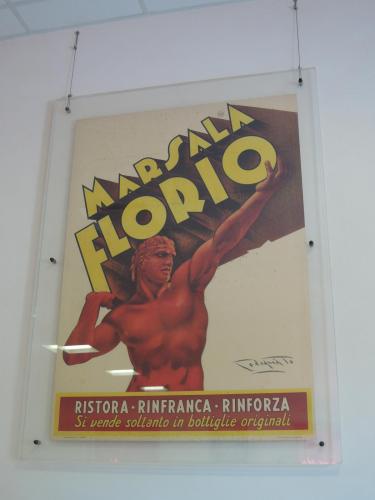 MARSALA
FLORIO
RISTORA · RINFRANCA · RINFORZA
Si vende soltanto in bottiglie originali